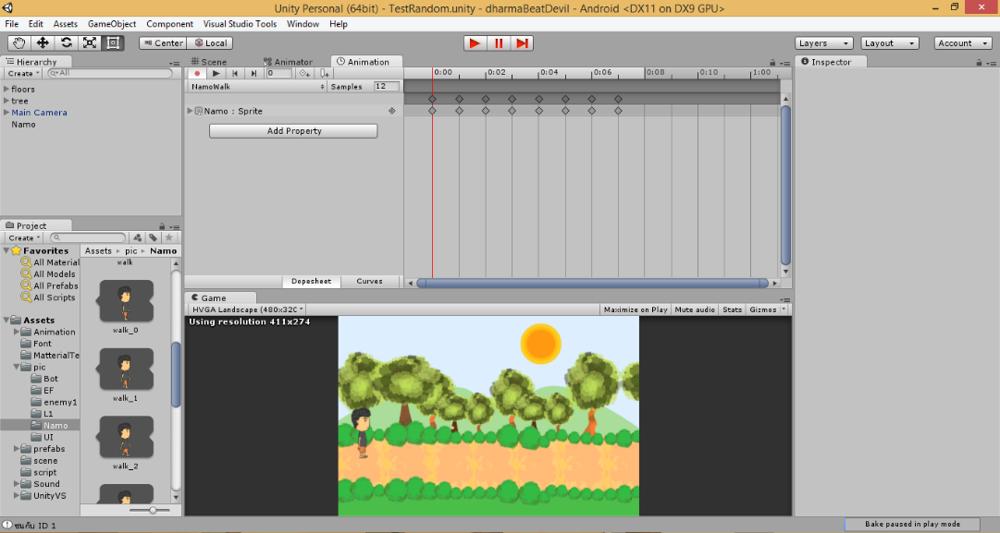 Unity Personal (64bit) - TestRandom.unity - dharmaBeatDevil - Android <DX11 on DX9 GPU>
File Edit Assets GameObject Component Visual Studio Tools Window Help
Center Local Layers Layout Account
Hierarchy
Create All
floors
tree
Main Camera
Namo
Scene Animator Animation
0
NamoWalk Samples 12
0:00 0:02 0:04 0:06 0:08 0:10 1:00
Namo : Sprite
Add Property
Dopesheet Curves
Inspector
Project
Create
Favorites
All Material
All Models
All Prefabs
All Scripts
Assets
Animation
Font
MatterialTe
pic
Bot
EF
enemy1
L1
Namo
UI
prefabs
scene
script
Sound
UnityVS
Assets pic Namo
walk
walk_0
walk_1
walk_2
Game
HVGA Landscape (480x320 Maximize on Play Mute audio Stats Gizmos
Using resolution 411x274
ชนกับ ID 1
Bake paused in play mode